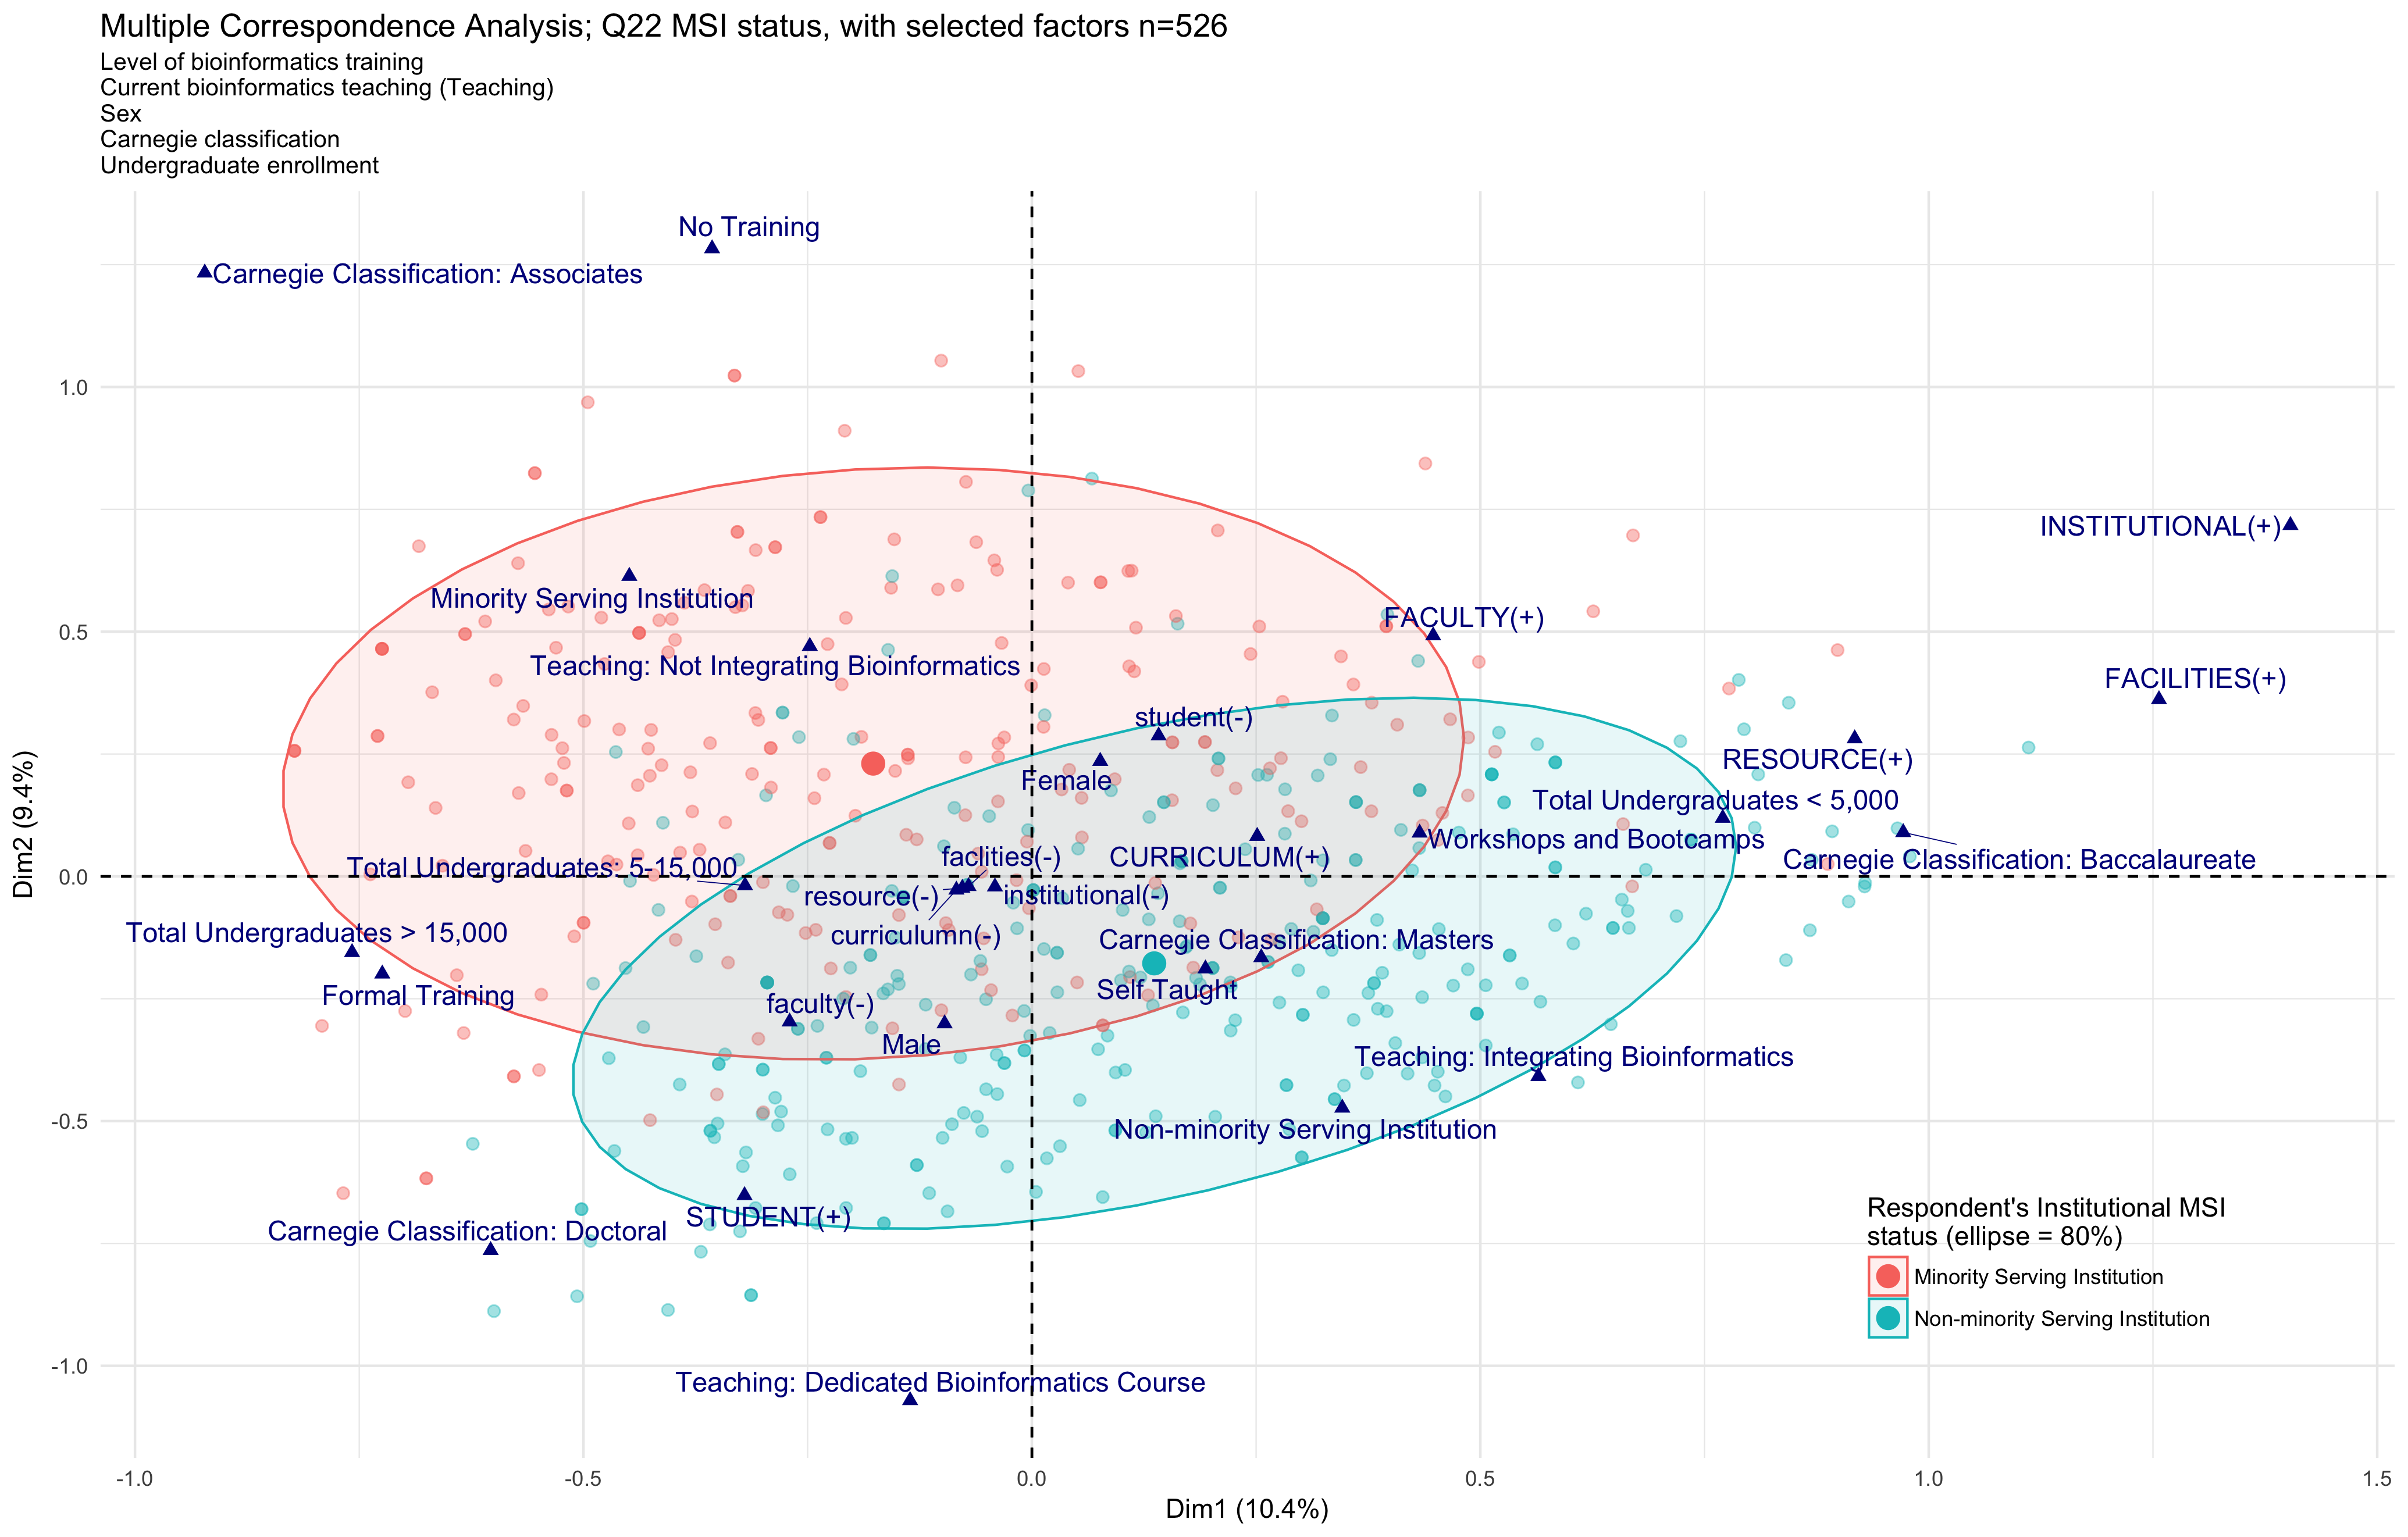 Multiple Correspondence Analysis; Q22 MSI status, with selected factors n=526
Level of bioinformatics training
Current bioinformatics teaching (Teaching)
Sex
Carnegie classification
Undergraduate enrollment
No Training
Carnegie Classification: Associates
1.0
INSTITUTIONAL(+)
Minority Serving Institution
0.5
FACULTY(+)
Teaching: Not Integrating Bioinformatics
FACILITIES(+)
student(-)
RESOURCE(+)
Female
Total Undergraduates < 5,000
Workshops and Bootcamps
faclities(-)
CURRICULUM(+)
Carnegie Classification: Baccalaureate
Total Undergraduates: 5-15,000
0.0
resource(-)
institutional(-)
Total Undergraduates > 15,000
curriculumn(-)
Carnegie Classification: Masters
Formal Training
Self Taught
faculty(-)
Male
Teaching: Integrating Bioinformatics
-0.5
Non-minority Serving Institution
STUDENT(+)
Carnegie Classification: Doctoral
Respondent's Institutional MSI
status (ellipse = 80%)
Minority Serving Institution
Non-minority Serving Institution
-1.0
Teaching: Dedicated Bioinformatics Course
Dim2 (9.4%)
-1.0
-0.5
0.0
0.5
1.0
1.5
Dim1 (10.4%)